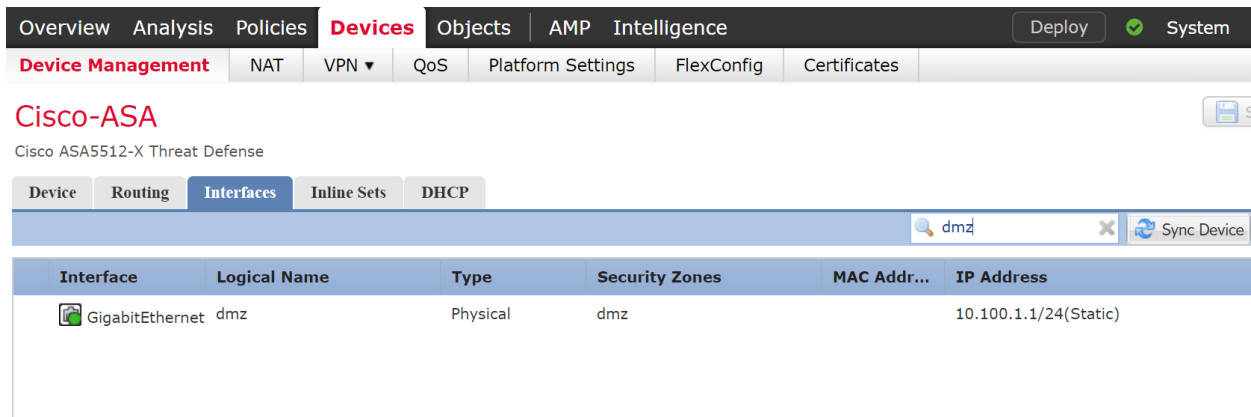 Overview Analysis Policies Devices Objects AMP Intelligence Deploy System
Device Management NAT VPN QoS Platform Settings FlexConfig Certificates
Cisco-ASA
Cisco ASA5512-X Threat Defense
Device Routing Interfaces Inline Sets DHCP
dmz Sync Device
Interface Logical Name Type Security Zones MAC Addr... IP Address
GigabitEthernet dmz Physical dmz 10.100.1.1/24(Static)